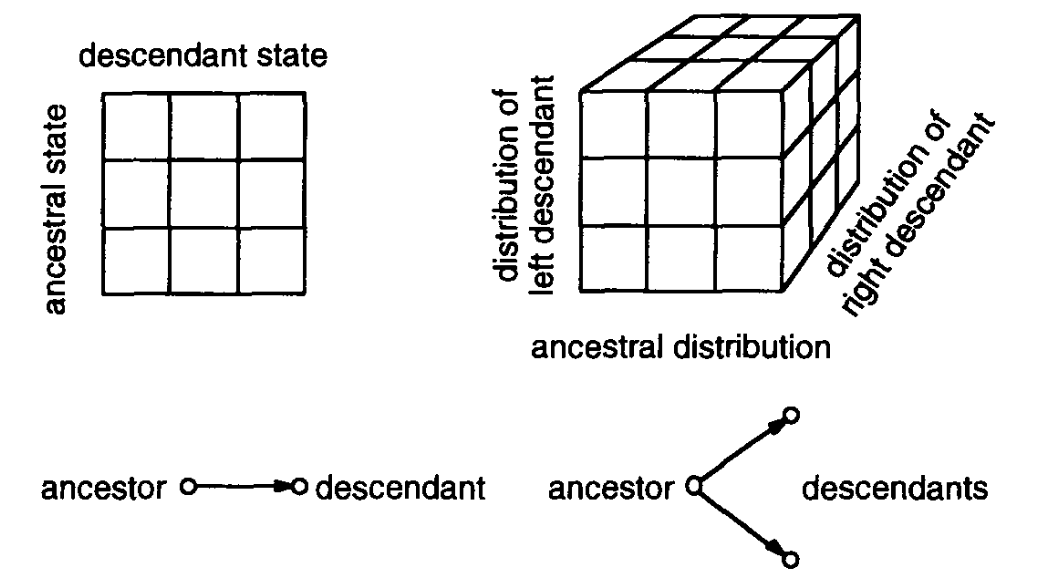 descendant state
ancestral state
distribution of
left descendant
distribution of
right descendant
ancestral distribution
ancestor
descendant
ancestor
descendants